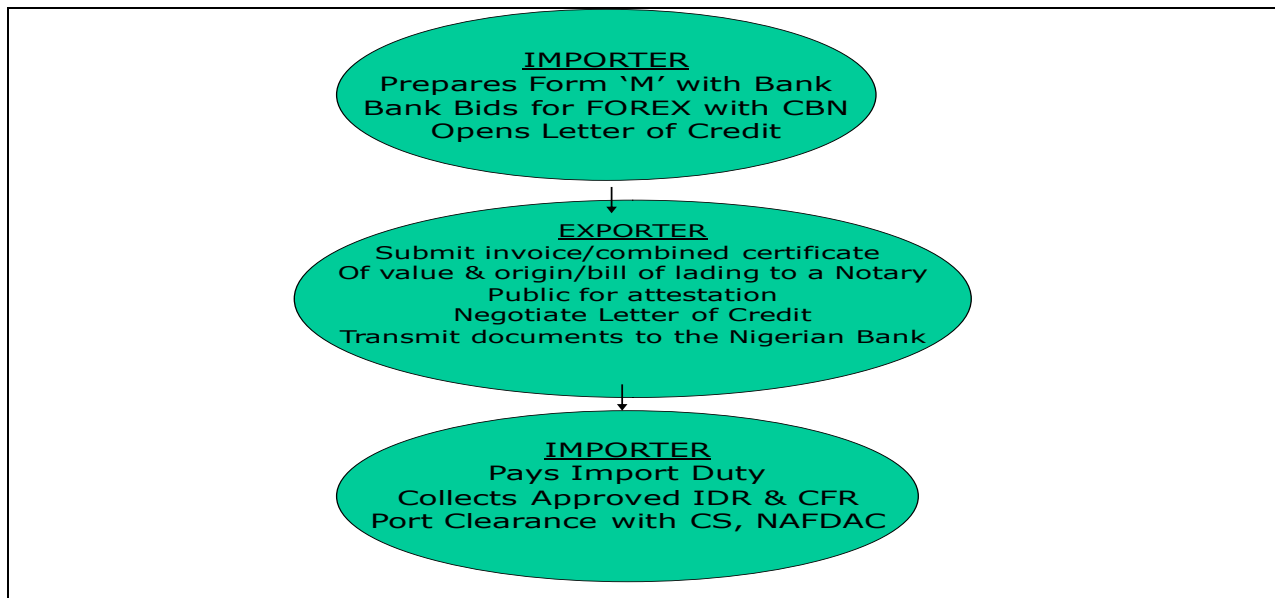 IMPORTER
Prepares Form ‘M’ with Bank
Bank Bids for FOREX with CBN
Opens Letter of Credit
EXPORTER
Submit invoice/combined certificate
Of value & origin/bill of lading to a Notary
Public for attestation
Negotiate Letter of Credit
Transmit documents to the Nigerian Bank
IMPORTER
Pays Import Duty
Collects Approved IDR & CFR
Port Clearance with CS, NAFDAC